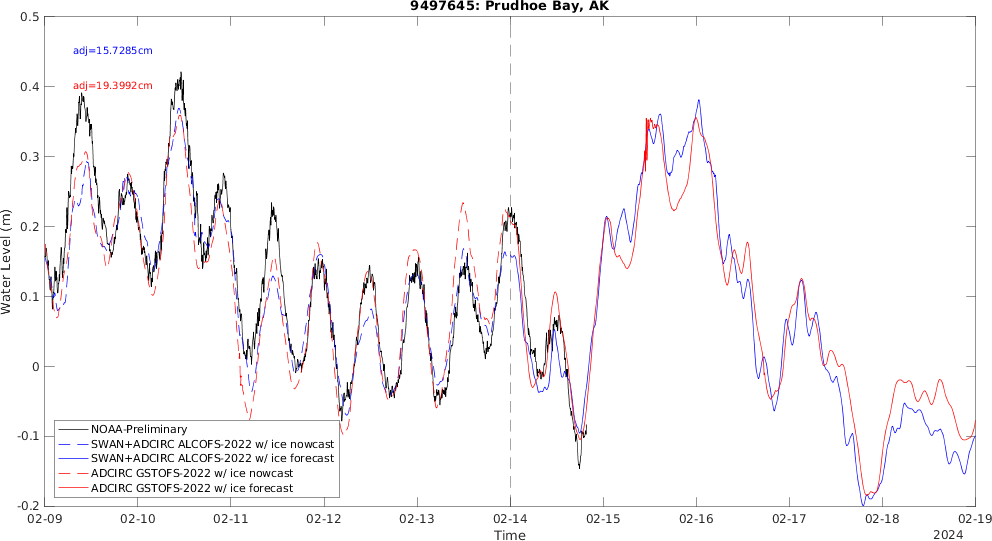 9497645: Prudhoe Bay, AK
adj=15.7285cm
adj=19.3992cm
Water Level (m)
0.5
0.4
0.3
0.2
0.1
0
-0.1
-0.2
NOAA-Preliminary
SWAN+ADCIRC ALCOFS-2022 w/ ice nowcast
SWAN+ADCIRC ALCOFS-2022 w/ ice forecast
ADCIRC GSTOFS-2022 w/ ice nowcast
ADCIRC GSTOFS-2022 w/ ice forecast
02-09 02-10 02-11 02-12 02-13 02-14 02-15 02-16 02-17 02-18 02-19
Time
2024